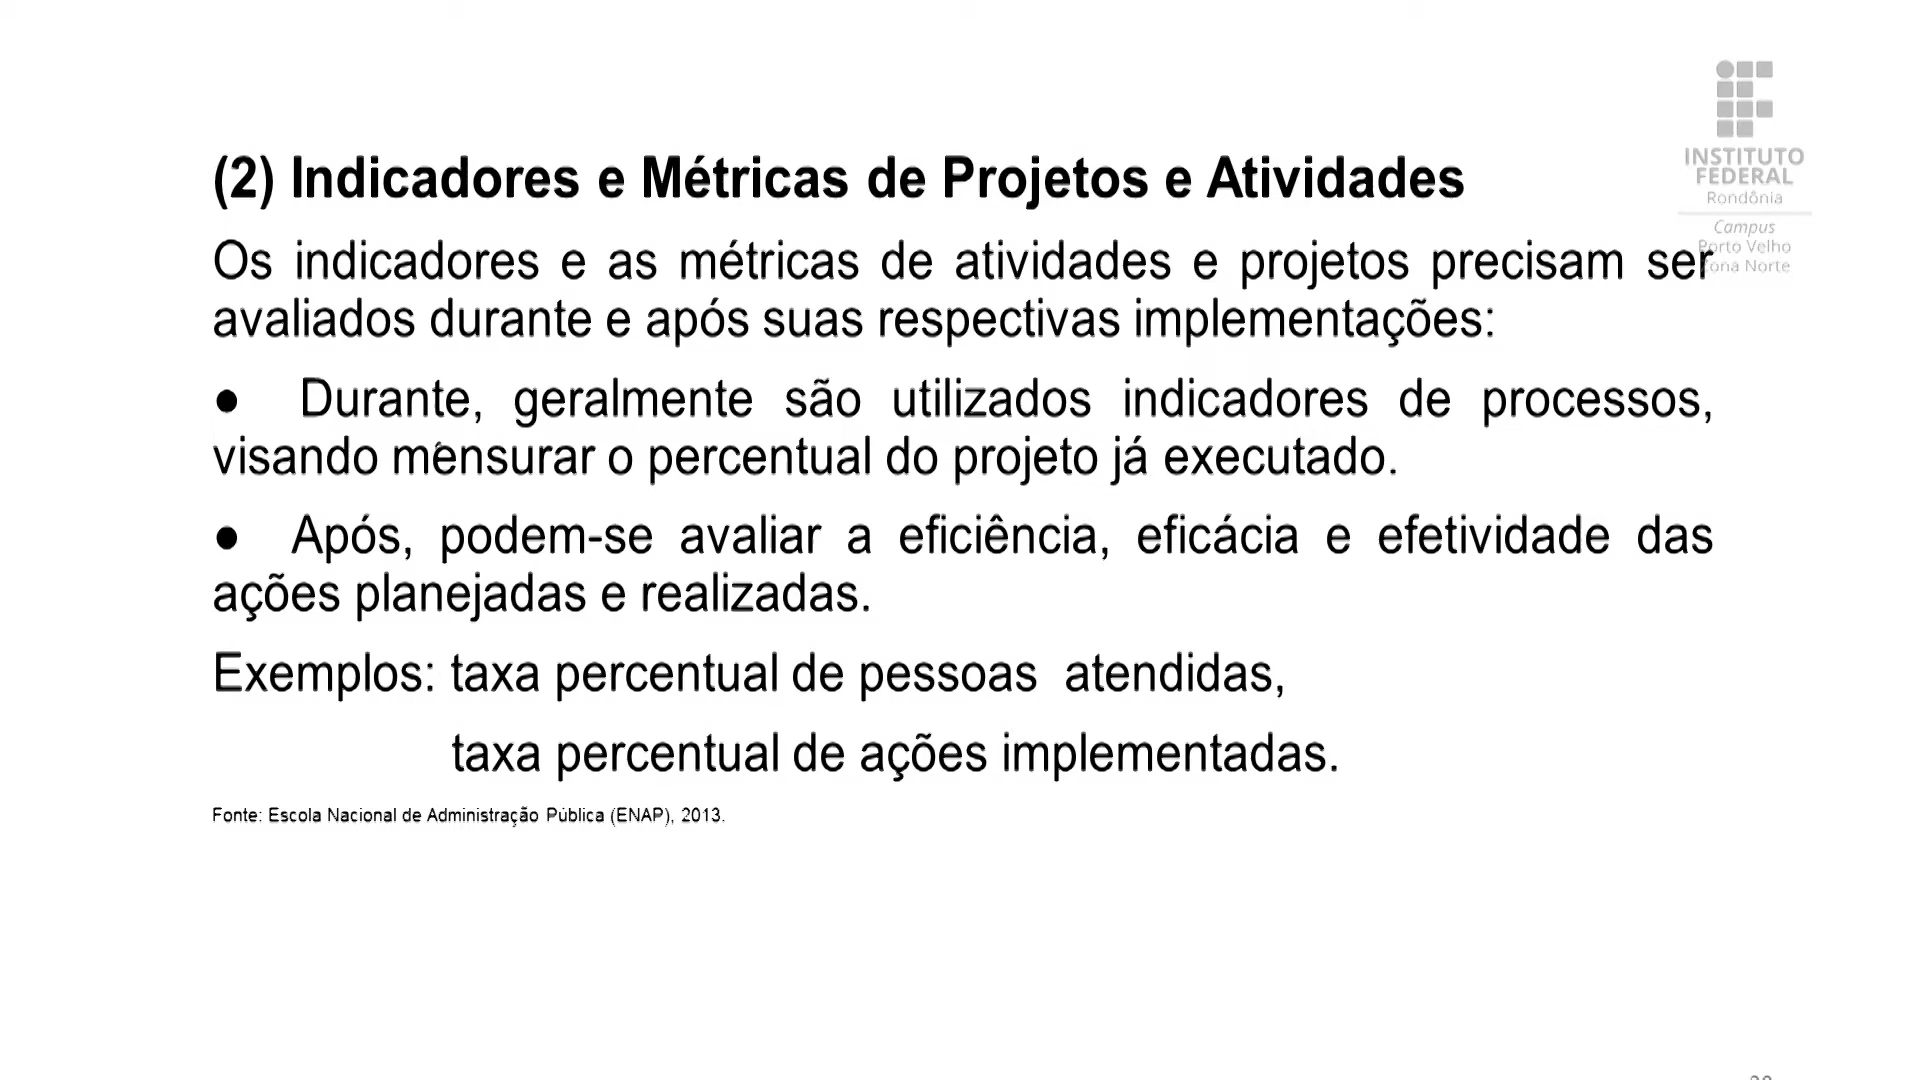 INSTITUTO
FEDERAL
Rondônia
Campus
Porto Velho
Zona Norte
(2) Indicadores e Métricas de Projetos e Atividades
Os indicadores e as métricas de atividades e projetos precisam ser
avaliados durante e após suas respectivas implementações:
● Durante, geralmente são utilizados indicadores de processos,
visando mensurar o percentual do projeto já executado.
● Após, podem-se avaliar a eficiência, eficácia e efetividade das
ações planejadas e realizadas.
Exemplos: taxa percentual de pessoas atendidas,
taxa percentual de ações implementadas.
Fonte: Escola Nacional de Administração Pública (ENAP), 2013.